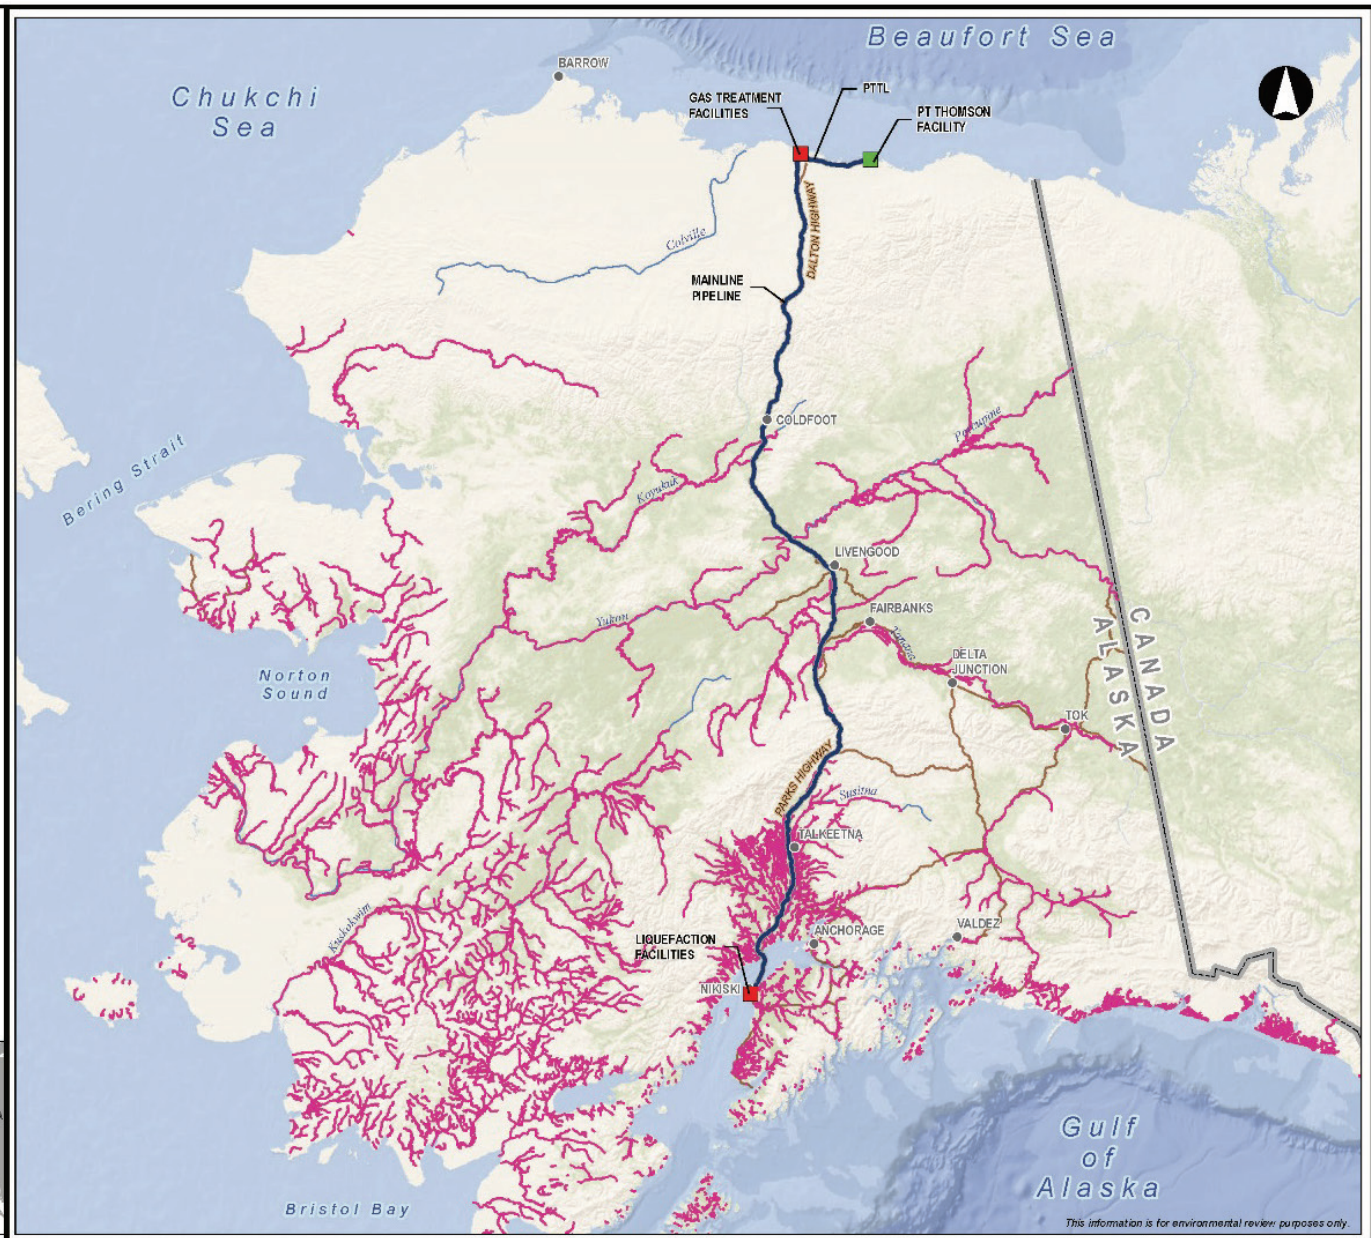 Beaufort Sea
BARROW
Chukchi
Sea
GAS TREATMENT
FACILITIES
PTTL
PT THOMSON
FACILITY
DALTON HIGHWAY
Colville
MAINLINE
PIPELINE
COLDFOOT
Porcupine
Bering Strait
Koyukuk
LIVENGOOD
FAIRBANKS
Yukon
Tanana
DELTA
JUNCTION
CANADA
ALASKA
Norton
Sound
TOK
PARKS HIGHWAY
Susitna
TALKEETNA
Kuskokwim
LIQUEFACTION
FACILITIES
ANCHORAGE
VALDEZ
NIKISKI
Gulf
of
Alaska
Bristol Bay
This information is for environmental review purposes only.